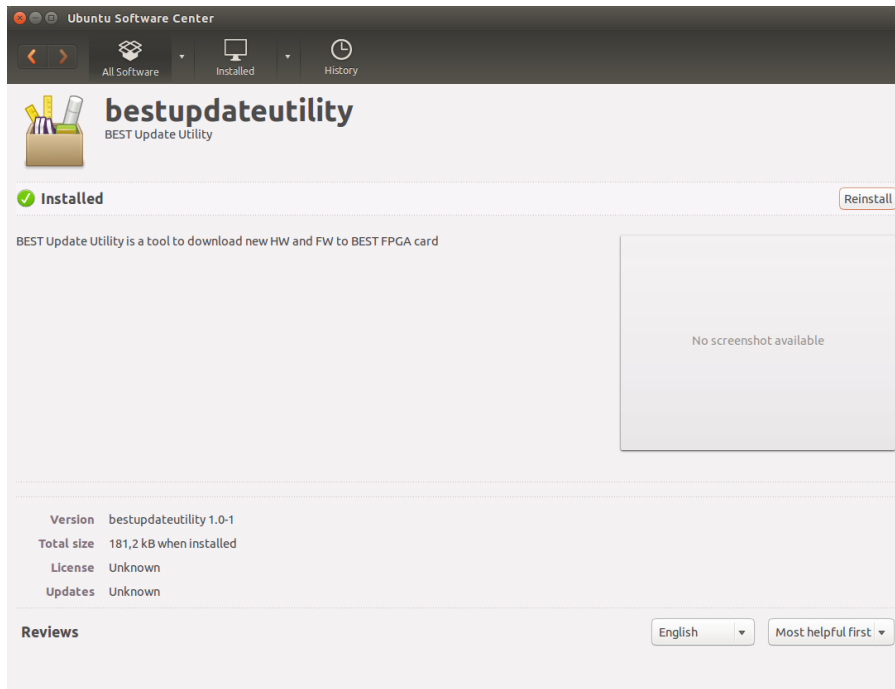 Ubuntu Software Center
All Software
Installed
History
bestupdateutility
BEST Update Utility
Installed
Reinstall
BEST Update Utility is a tool to download new HW and FW to BEST FPGA card
No screenshot available
Version bestupdateutility 1.0-1
Total size 181,2 kB when installed
License Unknown
Updates Unknown
Reviews English Most helpful first